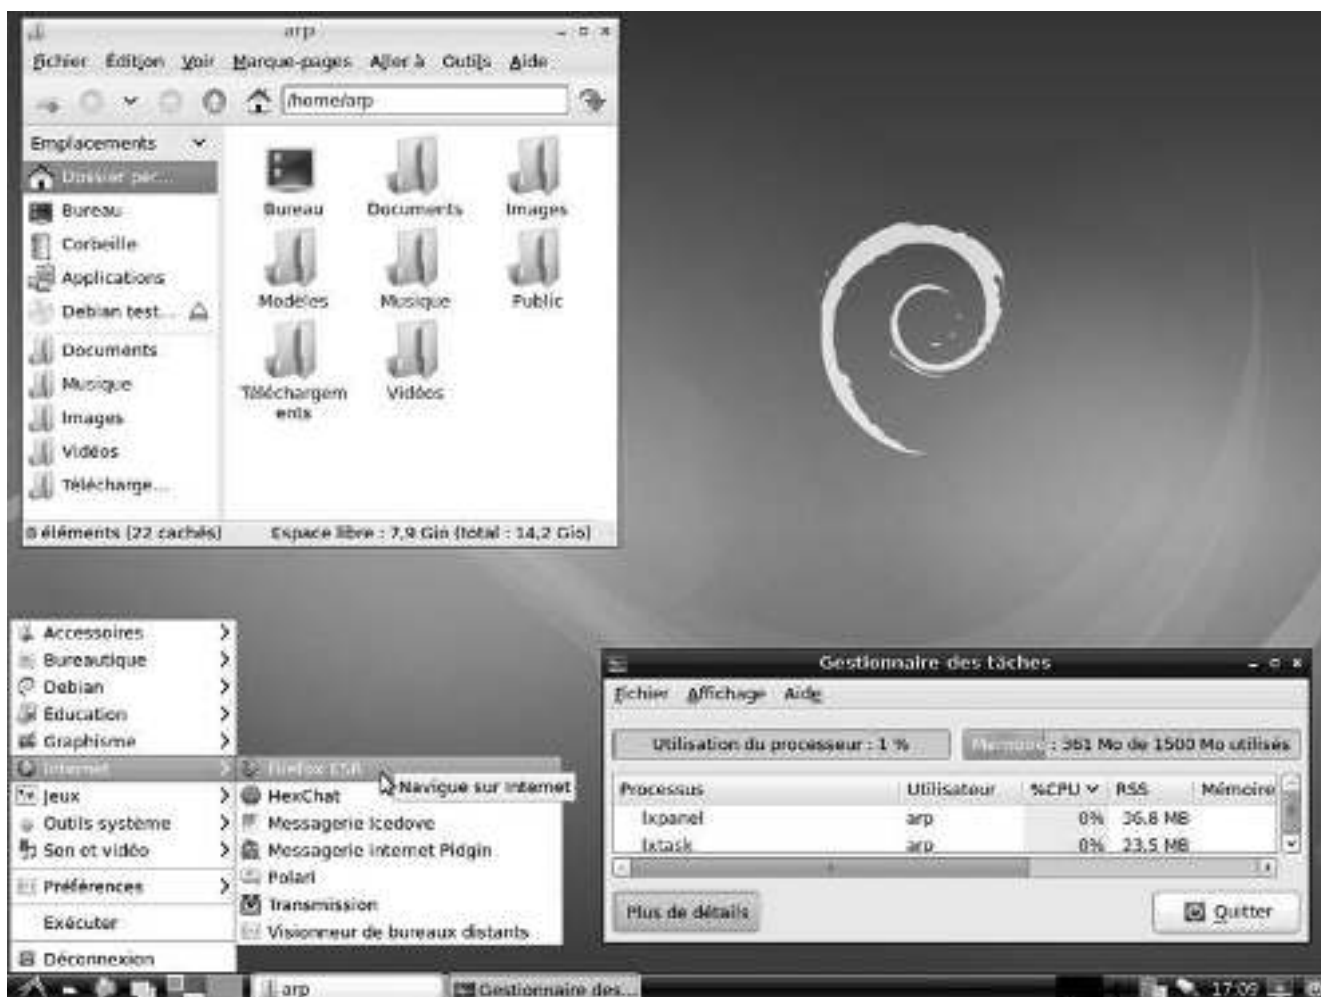 arp
Fichier Édition Voir Marque-pages Aller à Outils Aide
/home/arp
Emplacements
Dossier per...
Bureau
Corbeille
Applications
Debian test...
Documents
Musique
Images
Vidéos
Télécharge...
Bureau Documents Images
Modèles Musique Public
Téléchargem
ents
Vidéos
8 éléments (22 cachés) Espace libre : 7,9 Gio (total : 14,2 Gio)
Accessoires
Bureautique
Debian
Education
Graphisme
Internet
Jeux
Outils système
Son et vidéo
Préférences
Exécuter
Déconnexion
Firefox ESR
Navigue sur Internet
HexChat
Messagerie Icedove
Messagerie internet Pidgin
Polari
Transmission
Visionneur de bureaux distants
Gestionnaire des tâches
Fichier Affichage Aide
Utilisation du processeur : 1 % Mémoire : 361 Mo de 1500 Mo utilisés
Processus Utilisateur %CPU RSS Mémoire
lxpanel arp 0% 36,8 MB
lxtask arp 0% 23,5 MB
Plus de détails Quitter
arp Gestionnaire des... 17:09